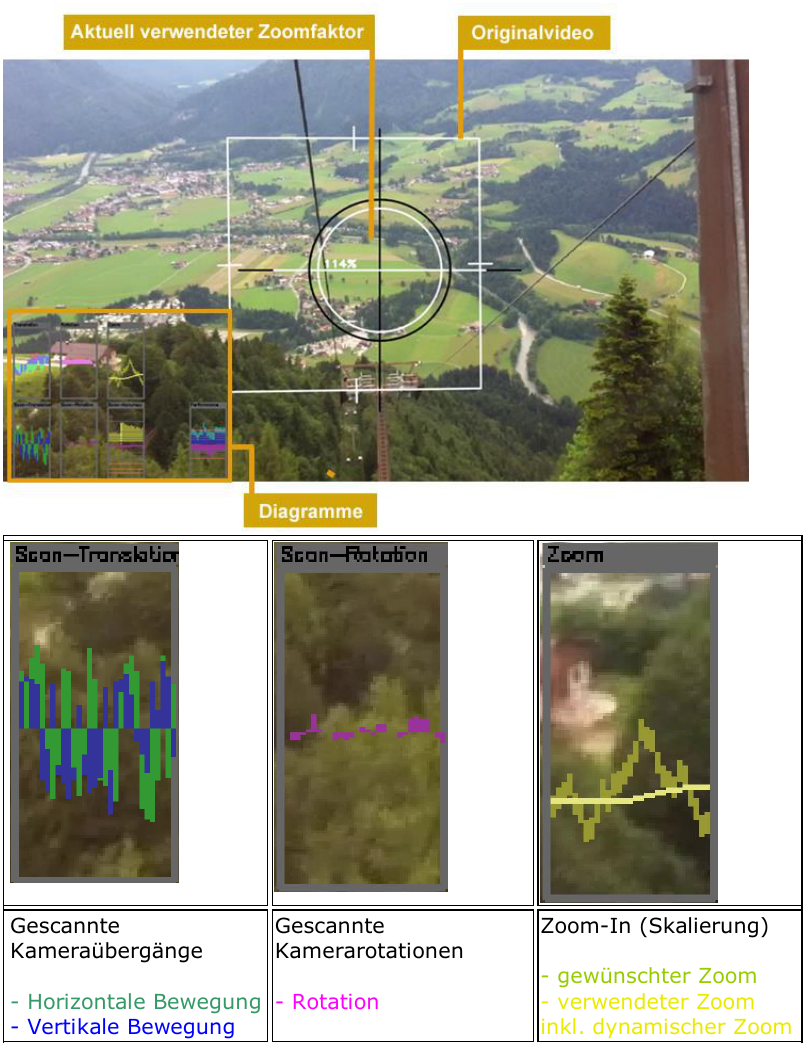 Aktuell verwendeter Zoomfaktor
Originalvideo
114%
Diagramme
Scan-Translation
Scan-Rotation
Zoom
Gescannte
Kameraübergänge
- Horizontale Bewegung
- Vertikale Bewegung
Gescannte
Kamerarotationen
- Rotation
Zoom-In (Skalierung)
- gewünschter Zoom
- verwendeter Zoom
inkl. dynamischer Zoom